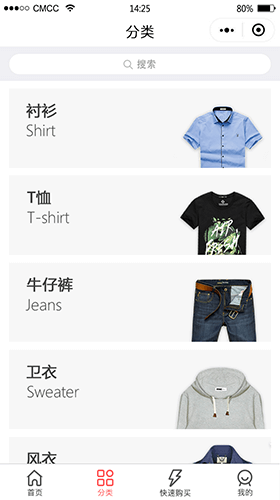 CMCC 14:25 80%
分类
搜索
衬衫
Shirt
T恤
T-shirt
牛仔裤
Jeans
卫衣
Sweater
风衣
首页 分类 快速购买 我的